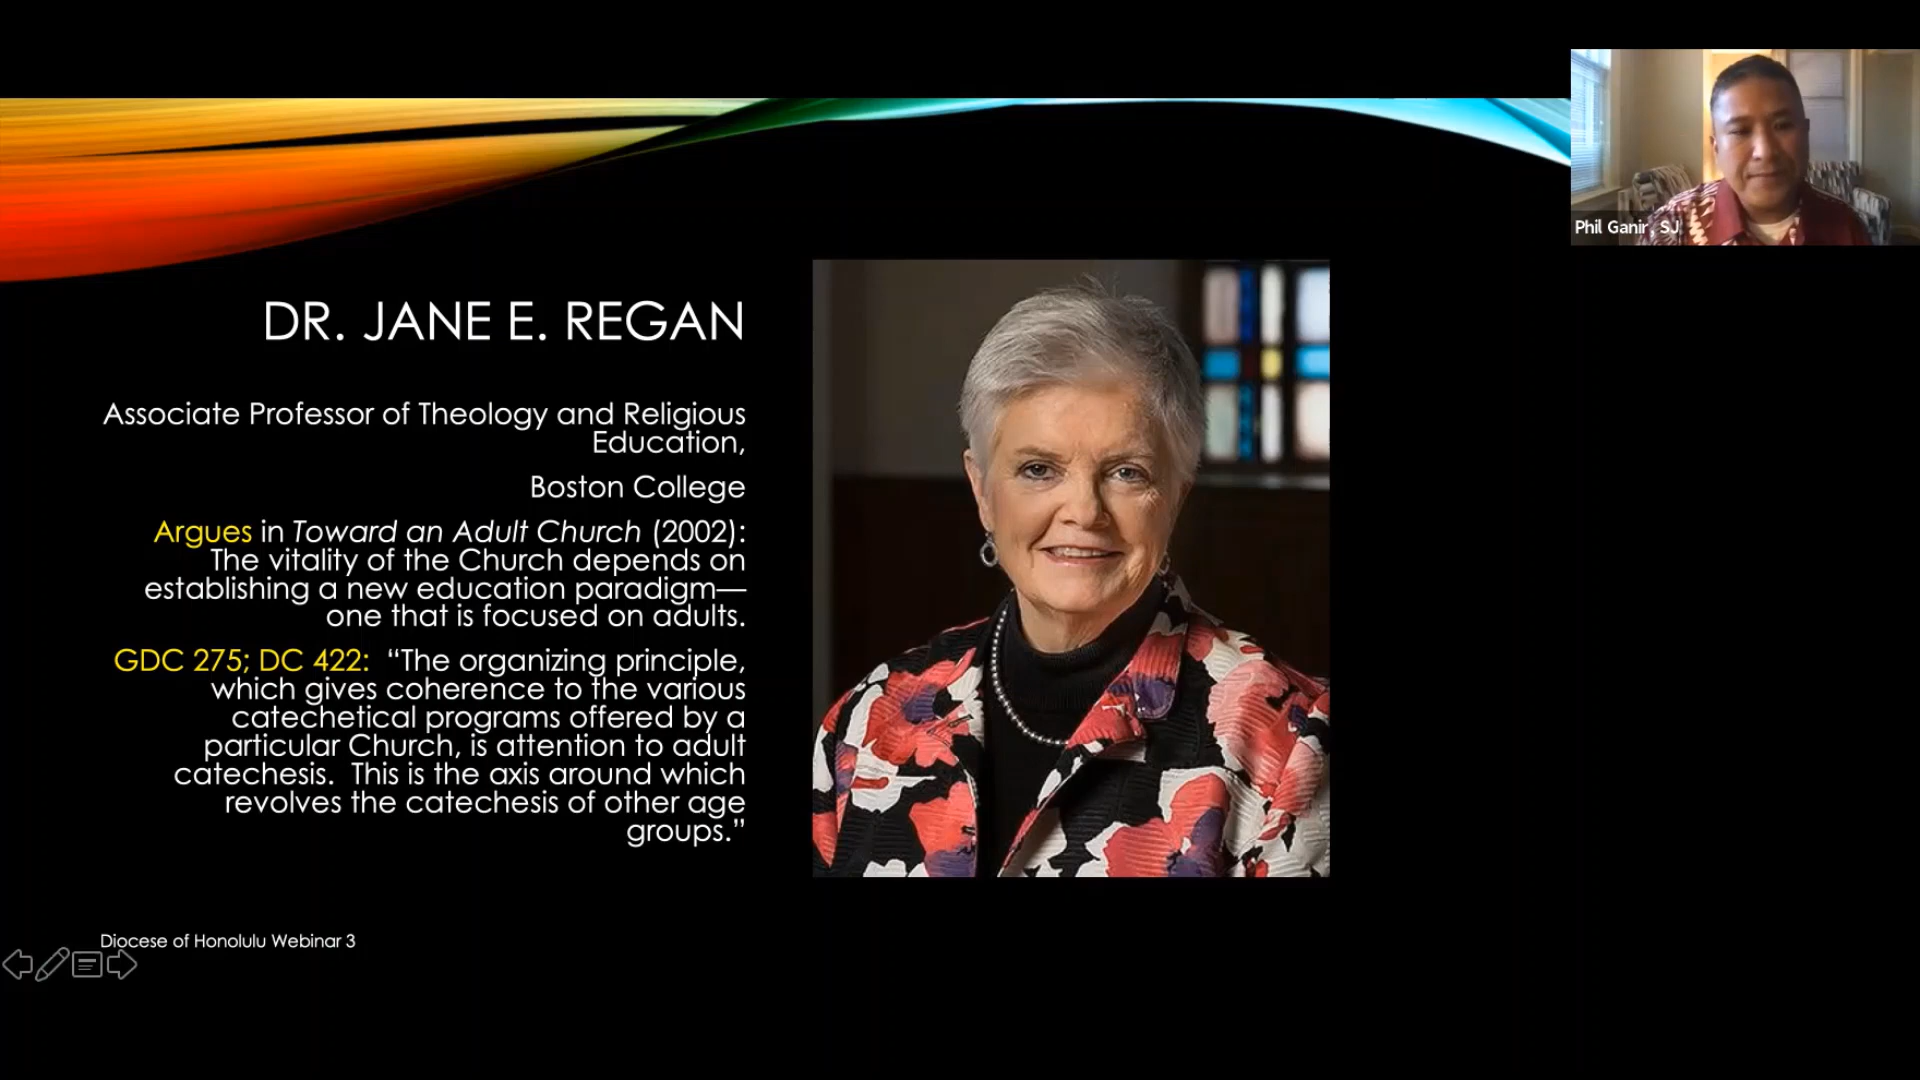 Phil Ganir, SJ
DR. JANE E. REGAN
Associate Professor of Theology and Religious
Education,
Boston College
Argues in Toward an Adult Church (2002):
The vitality of the Church depends on
establishing a new education paradigm—
one that is focused on adults.
GDC 275; DC 422:  “The organizing principle,
which gives coherence to the various
catechetical programs offered by a
particular Church, is attention to adult
catechesis.  This is the axis around which
revolves the catechesis of other age
groups.”
Diocese of Honolulu Webinar 3